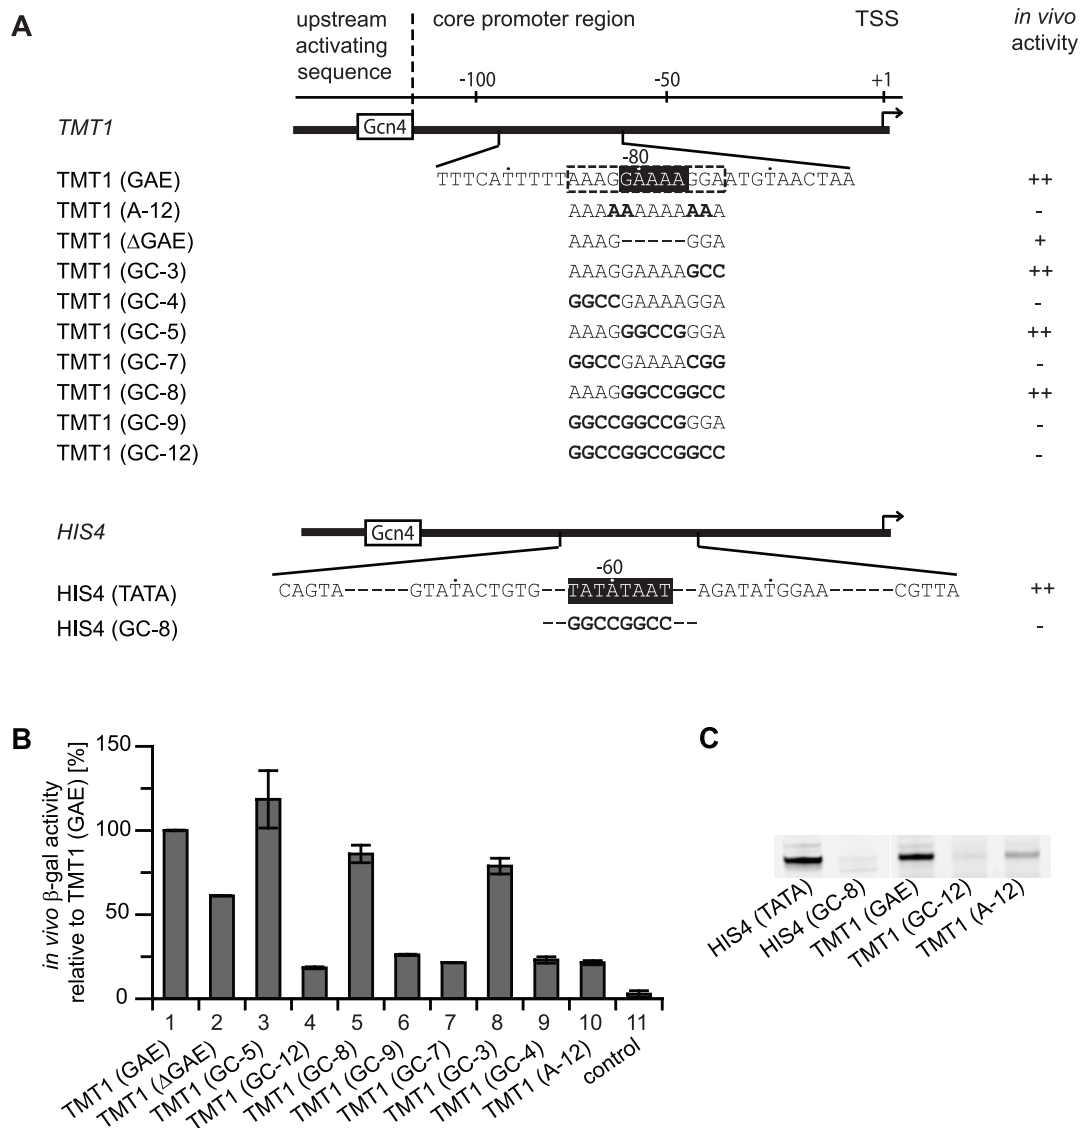 A
upstream activating sequence
core promoter region
TSS
in vivo activity
-100
-50
+1
TMT1
Gcn4
-80
TMT1 (GAE) TTTCATTTTTAAAGGAAAAGGAATGTAACTAA ++
TMT1 (A-12) AAAAAAAAAAAA -
TMT1 (ΔGAE) AAAG-----GGA +
TMT1 (GC-3) AAAGGAAAAGCC ++
TMT1 (GC-4) GGCCGAAAAGGA -
TMT1 (GC-5) AAAGGGCCGGGA ++
TMT1 (GC-7) GGCCGAAAACGG -
TMT1 (GC-8) AAAGGGCCGGCC ++
TMT1 (GC-9) GGCCGGCCGGGA -
TMT1 (GC-12) GGCCGGCCGGCC -
HIS4
Gcn4
-60
HIS4 (TATA) CAGTA-----GTATACTGTG--TATATAAT--AGATATGGAA-----CGTTA ++
HIS4 (GC-8) --GGCCGGCC-- -
B
in vivo β-gal activity
relative to TMT1 (GAE) [%]
150
100
50
0
1 2 3 4 5 6 7 8 9 10 11
TMT1 (GAE)
TMT1 (ΔGAE)
TMT1 (GC-5)
TMT1 (GC-12)
TMT1 (GC-8)
TMT1 (GC-9)
TMT1 (GC-7)
TMT1 (GC-3)
TMT1 (GC-4)
TMT1 (A-12)
control
C
HIS4 (TATA)
HIS4 (GC-8)
TMT1 (GAE)
TMT1 (GC-12)
TMT1 (A-12)